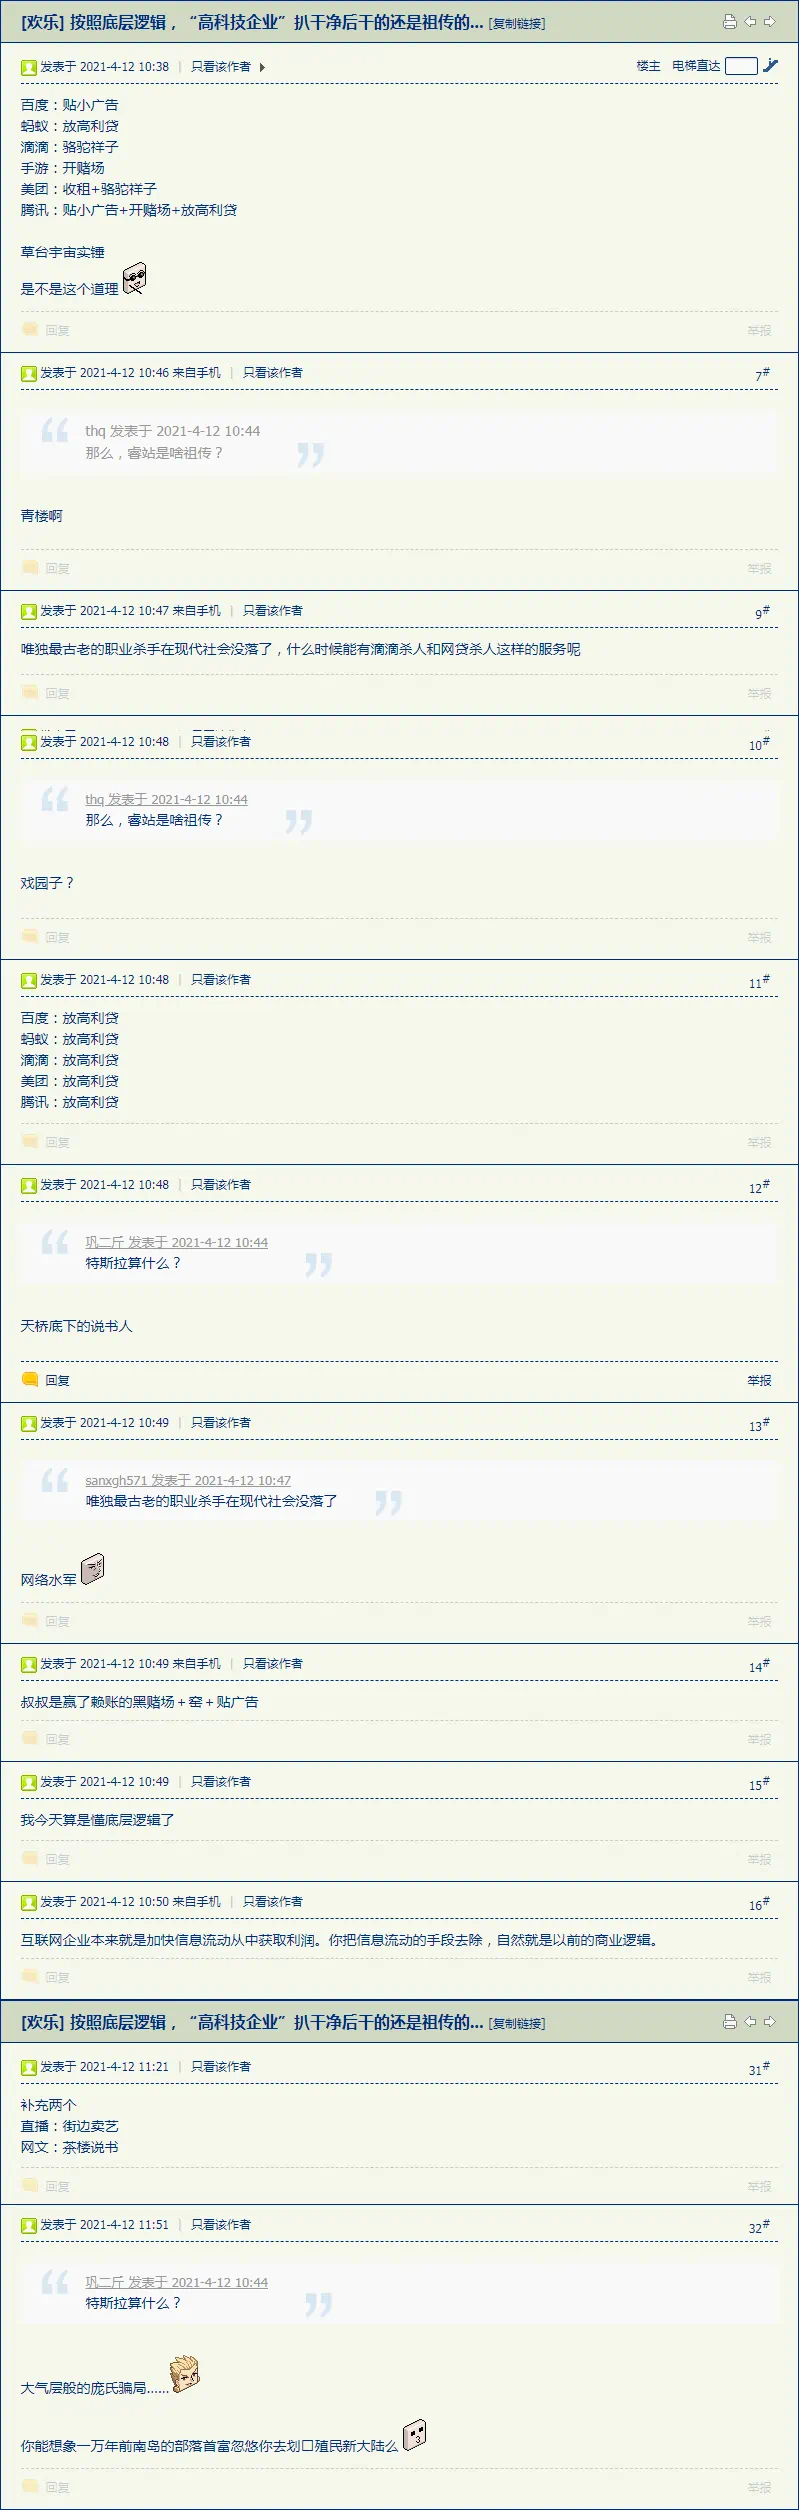 [欢乐] 按照底层逻辑，“高科技企业”扒干净后干的还是祖传的... [复制链接]
发表于 2021-4-12 10:38 | 只看该作者
楼主 电梯直达
百度：贴小广告
蚂蚁：放高利贷
滴滴：骆驼祥子
手游：开赌场
美团：收租+骆驼祥子
腾讯：贴小广告+开赌场+放高利贷
草台宇宙实锤
是不是这个道理
回复 举报
发表于 2021-4-12 10:46 来自手机 | 只看该作者 7#
thq 发表于 2021-4-12 10:44
那么，睿站是啥祖传？
青楼啊
回复 举报
发表于 2021-4-12 10:47 来自手机 | 只看该作者 9#
唯独最古老的职业杀手在现代社会没落了，什么时候能有滴滴杀人和网贷杀人这样的服务呢
回复 举报
发表于 2021-4-12 10:48 | 只看该作者 10#
thq 发表于 2021-4-12 10:44
那么，睿站是啥祖传？
戏园子？
回复 举报
发表于 2021-4-12 10:48 | 只看该作者 11#
百度：放高利贷
蚂蚁：放高利贷
滴滴：放高利贷
美团：放高利贷
腾讯：放高利贷
回复 举报
发表于 2021-4-12 10:48 | 只看该作者 12#
巩二斤 发表于 2021-4-12 10:44
特斯拉算什么？
天桥底下的说书人
回复 举报
发表于 2021-4-12 10:49 | 只看该作者 13#
sanxgh571 发表于 2021-4-12 10:47
唯独最古老的职业杀手在现代社会没落了
网络水军
回复 举报
发表于 2021-4-12 10:49 来自手机 | 只看该作者 14#
叔叔是赢了赖账的黑赌场＋窑＋贴广告
回复 举报
发表于 2021-4-12 10:49 | 只看该作者 15#
我今天算是懂底层逻辑了
回复 举报
发表于 2021-4-12 10:50 来自手机 | 只看该作者 16#
互联网企业本来就是加快信息流动从中获取利润。你把信息流动的手段去除，自然就是以前的商业逻辑。
回复 举报
[欢乐] 按照底层逻辑，“高科技企业”扒干净后干的还是祖传的... [复制链接]
发表于 2021-4-12 11:21 | 只看该作者 31#
补充两个
直播：街边卖艺
网文：茶楼说书
回复 举报
发表于 2021-4-12 11:51 | 只看该作者 32#
巩二斤 发表于 2021-4-12 10:44
特斯拉算什么？
大气层般的庞氏骗局......
你能想象一万年前南岛的部落首富忽悠你去划□殖民新大陆么
回复 举报